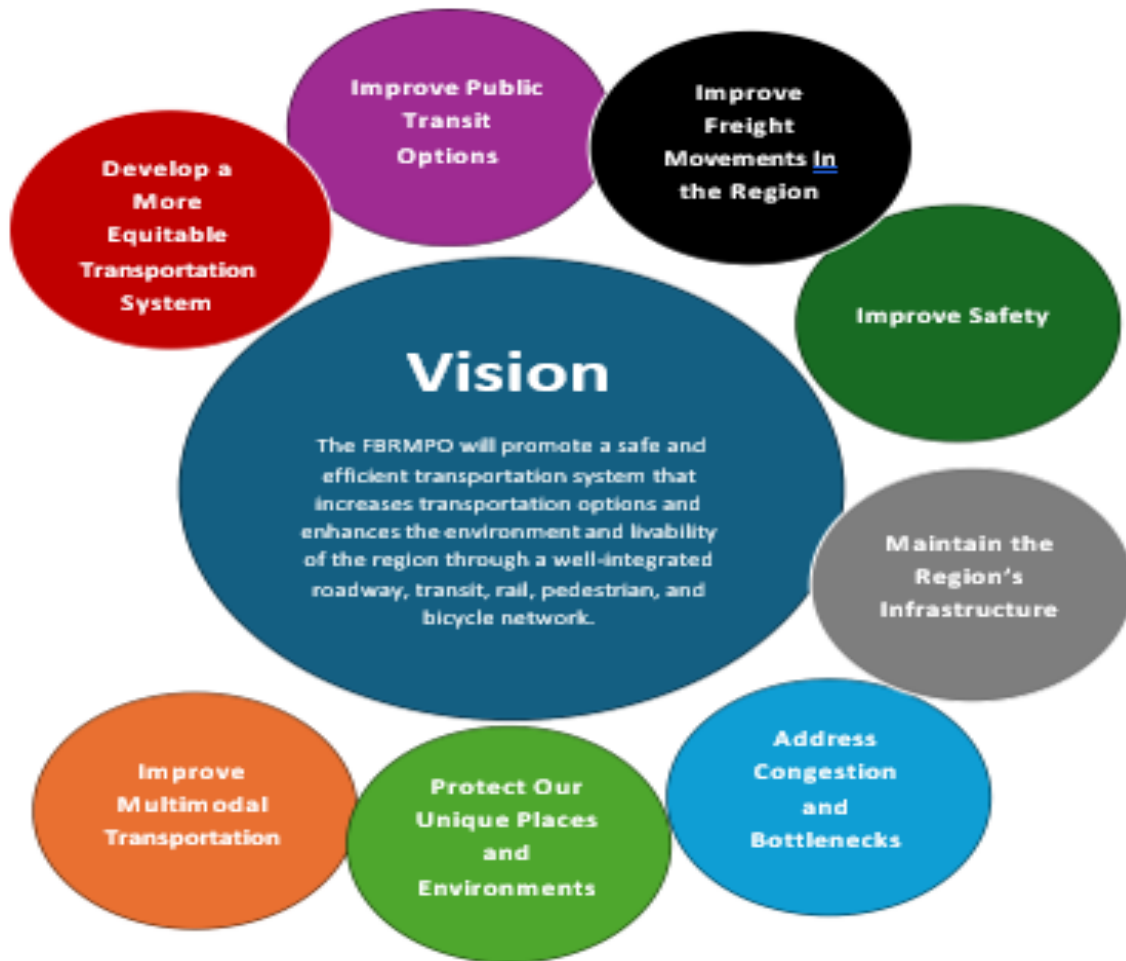 Improve Public
Transit
Options
Improve
Freight
Movements In
the Region
Develop a
More
Equitable
Transportation
System
Improve Safety
Vision
The FBRMPO will promote a safe and
efficient transportation system that
increases transportation options and
enhances the environment and livability
of the region through a well-integrated
roadway, transit, rail, pedestrian, and
bicycle network.
Maintain the
Region’s
Infrastructure
Address
Congestion
and
Bottlenecks
Improve
Multimodal
Transportation
Protect Our
Unique Places
and
Environments